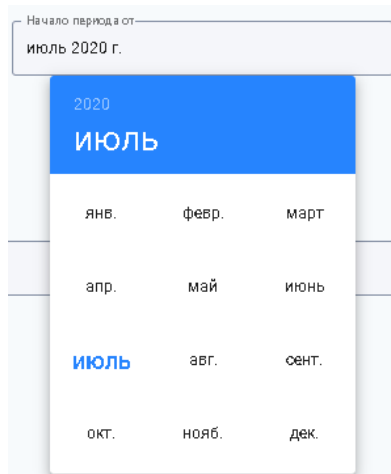 Начало периода от
июль 2020 г.
2020
ИЮЛЬ
янв. февр. март
апр. май июнь
июль авг. сент.
окт. нояб. дек.